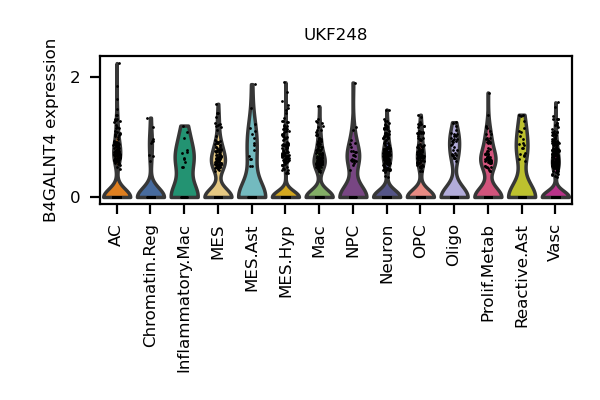 UKF248
B4GALNT4 expression
2
0
AC
Chromatin.Reg
Inflammatory.Mac
MES
MES.Ast
MES.Hyp
Mac
NPC
Neuron
OPC
Oligo
Prolif.Metab
Reactive.Ast
Vasc